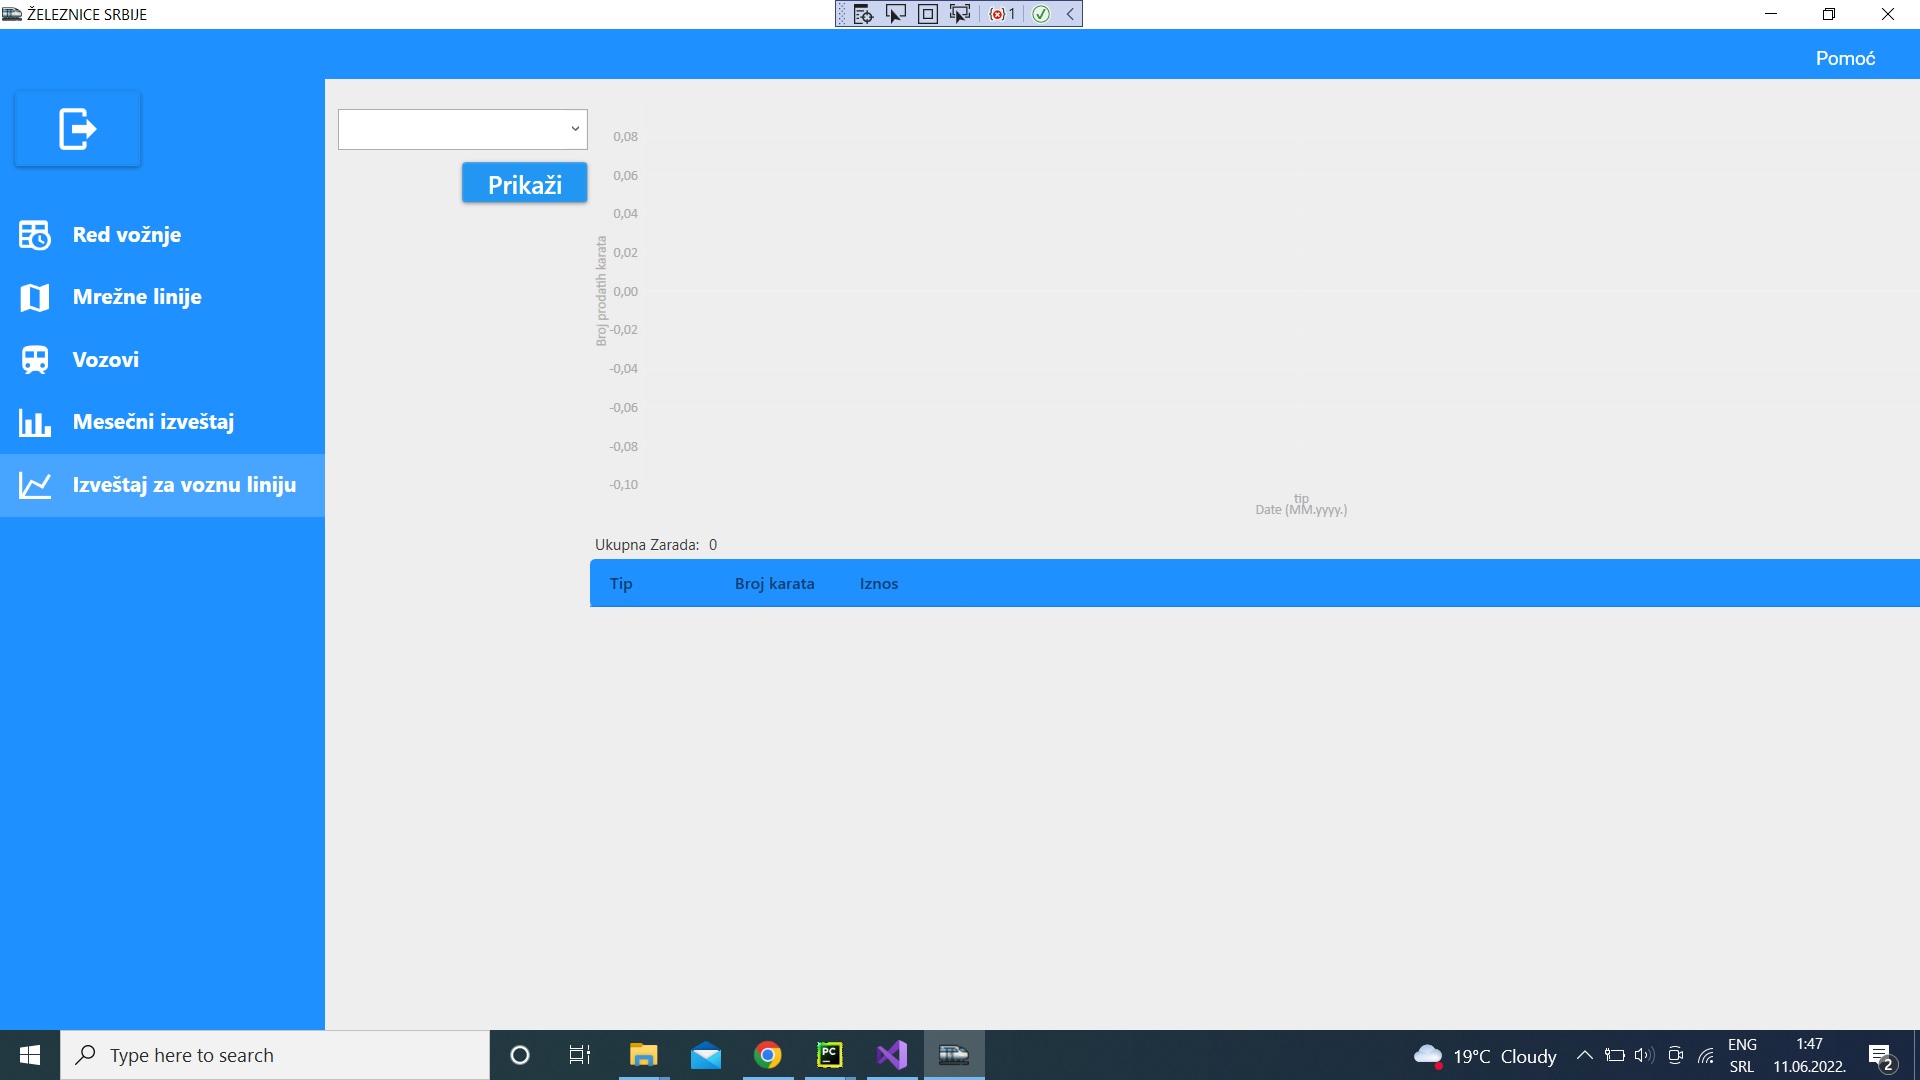 ŽELEZNICE SRBIJE
1
Pomoć
Prikaži
Red vožnje
Mrežne linije
Vozovi
Mesečni izveštaj
Izveštaj za voznu liniju
0,08
0,06
0,04
0,02
0,00
-0,02
-0,04
-0,06
-0,08
-0,10
Broj prodatih karata
tip
Date (MM.yyyy.)
Ukupna Zarada: 0
Tip Broj karata Iznos
Type here to search
PC
19°C Cloudy
ENG
SRL
1:47
11.06.2022.
2